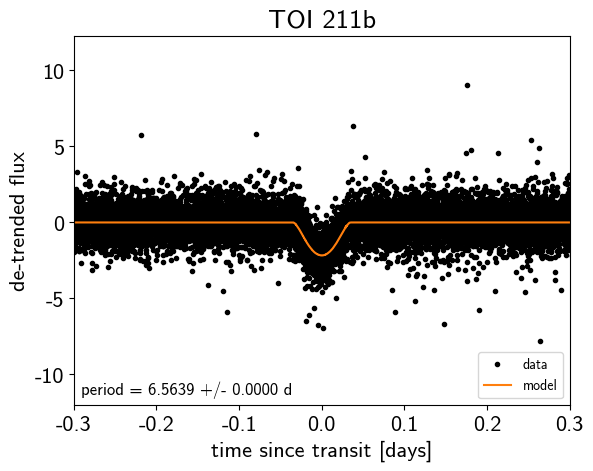 TOI 211b
de-trended flux
10
5
0
-5
-10
period = 6.5639 +/- 0.0000 d
data
model
-0.3 -0.2 -0.1 0.0 0.1 0.2 0.3
time since transit [days]